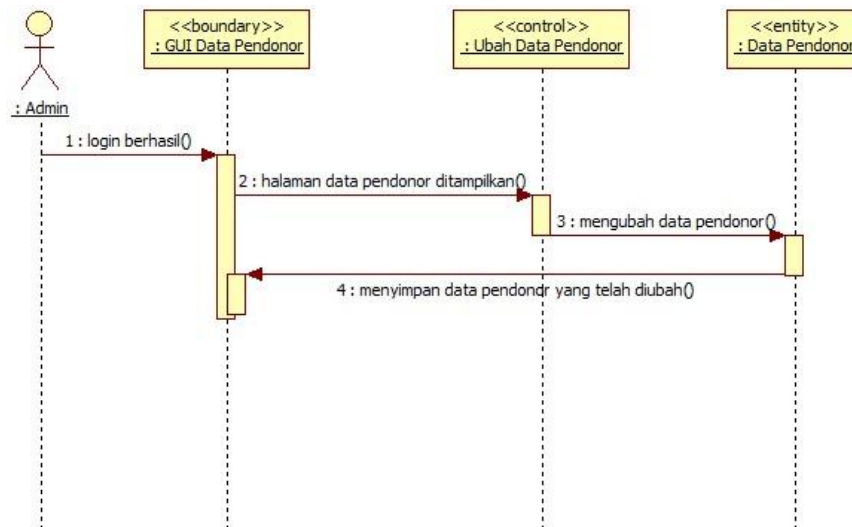 <<boundary>>
: GUI Data Pendonor
<<control>>
: Ubah Data Pendonor
<<entity>>
: Data Pendonor
: Admin
1 : login berhasil()
2 : halaman data pendonor ditampilkan()
3 : mengubah data pendonor()
4 : menyimpan data pendonor yang telah diubah()